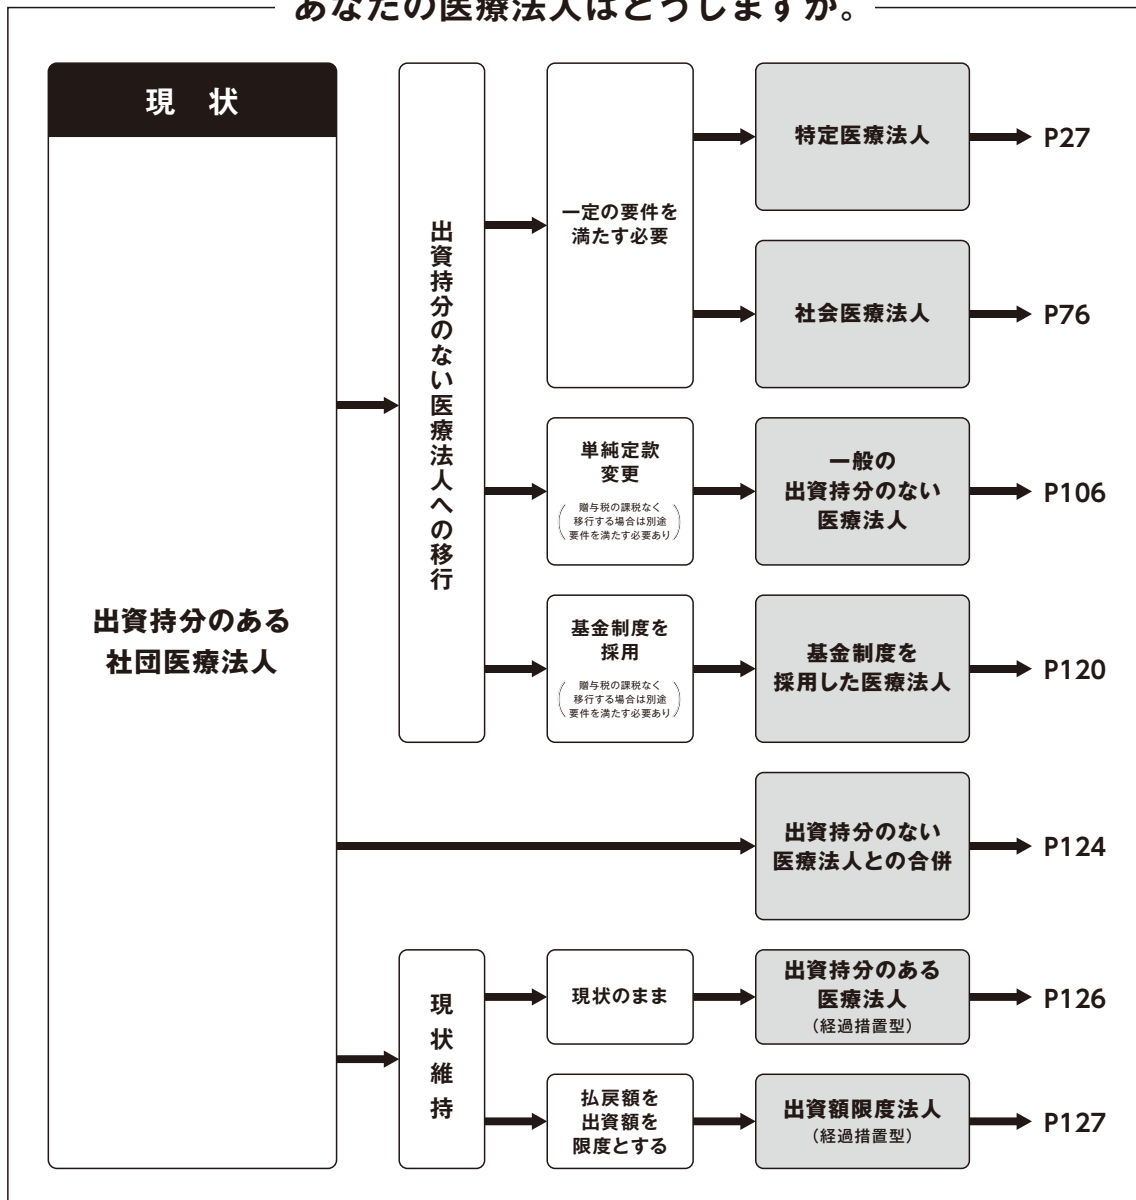 あなたの医療法人はどうしますか。
現　状
出資持分のある
社団医療法人
出資持分のない医療法人への移行
一定の要件を
満たす必要
特定医療法人
P27
社会医療法人
P76
単純定款
変更
(贈与税の課税なく
移行する場合は別途
要件を満たす必要あり)
一般の
出資持分のない
医療法人
P106
基金制度を
採用
(贈与税の課税なく
移行する場合は別途
要件を満たす必要あり)
基金制度を
採用した医療法人
P120
出資持分のない
医療法人との合併
P124
現状維持
現状のまま
出資持分のある
医療法人
(経過措置型)
P126
払戻額を
出資額を
限度とする
出資額限度法人
(経過措置型)
P127